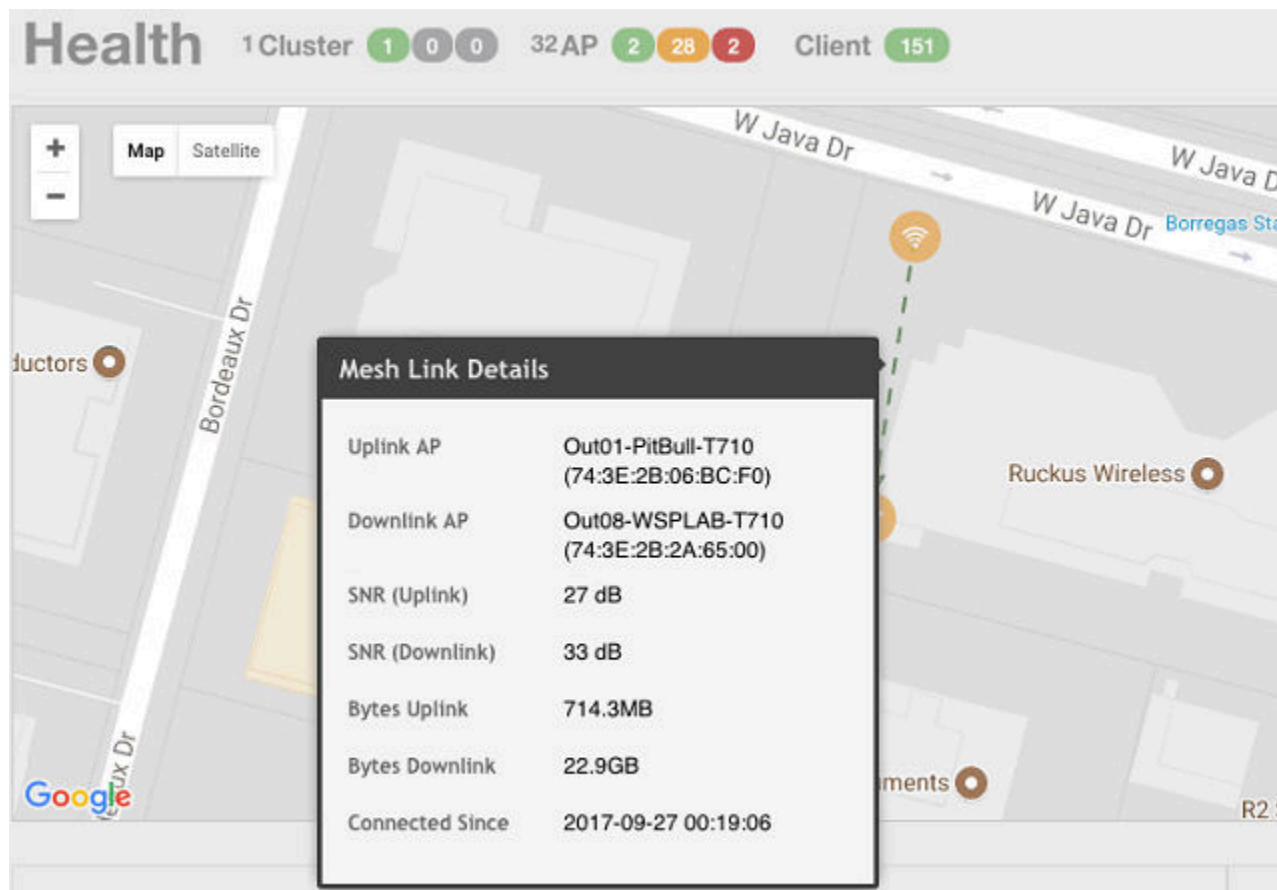 Health 1 Cluster 1 0 0 32 AP 2 28 2 Client 151
+
−
Map Satellite
W Java Dr
W Java D
W Java Dr
Borregas Sta
Bordeaux Dr
ductors
Ruckus Wireless
Mesh Link Details
Uplink AP Out01-PitBull-T710
(74:3E:2B:06:BC:F0)
Downlink AP Out08-WSPLAB-T710
(74:3E:2B:2A:65:00)
SNR (Uplink) 27 dB
SNR (Downlink) 33 dB
Bytes Uplink 714.3MB
Bytes Downlink 22.9GB
Connected Since 2017-09-27 00:19:06
eaux Dr
Google
ments
R2